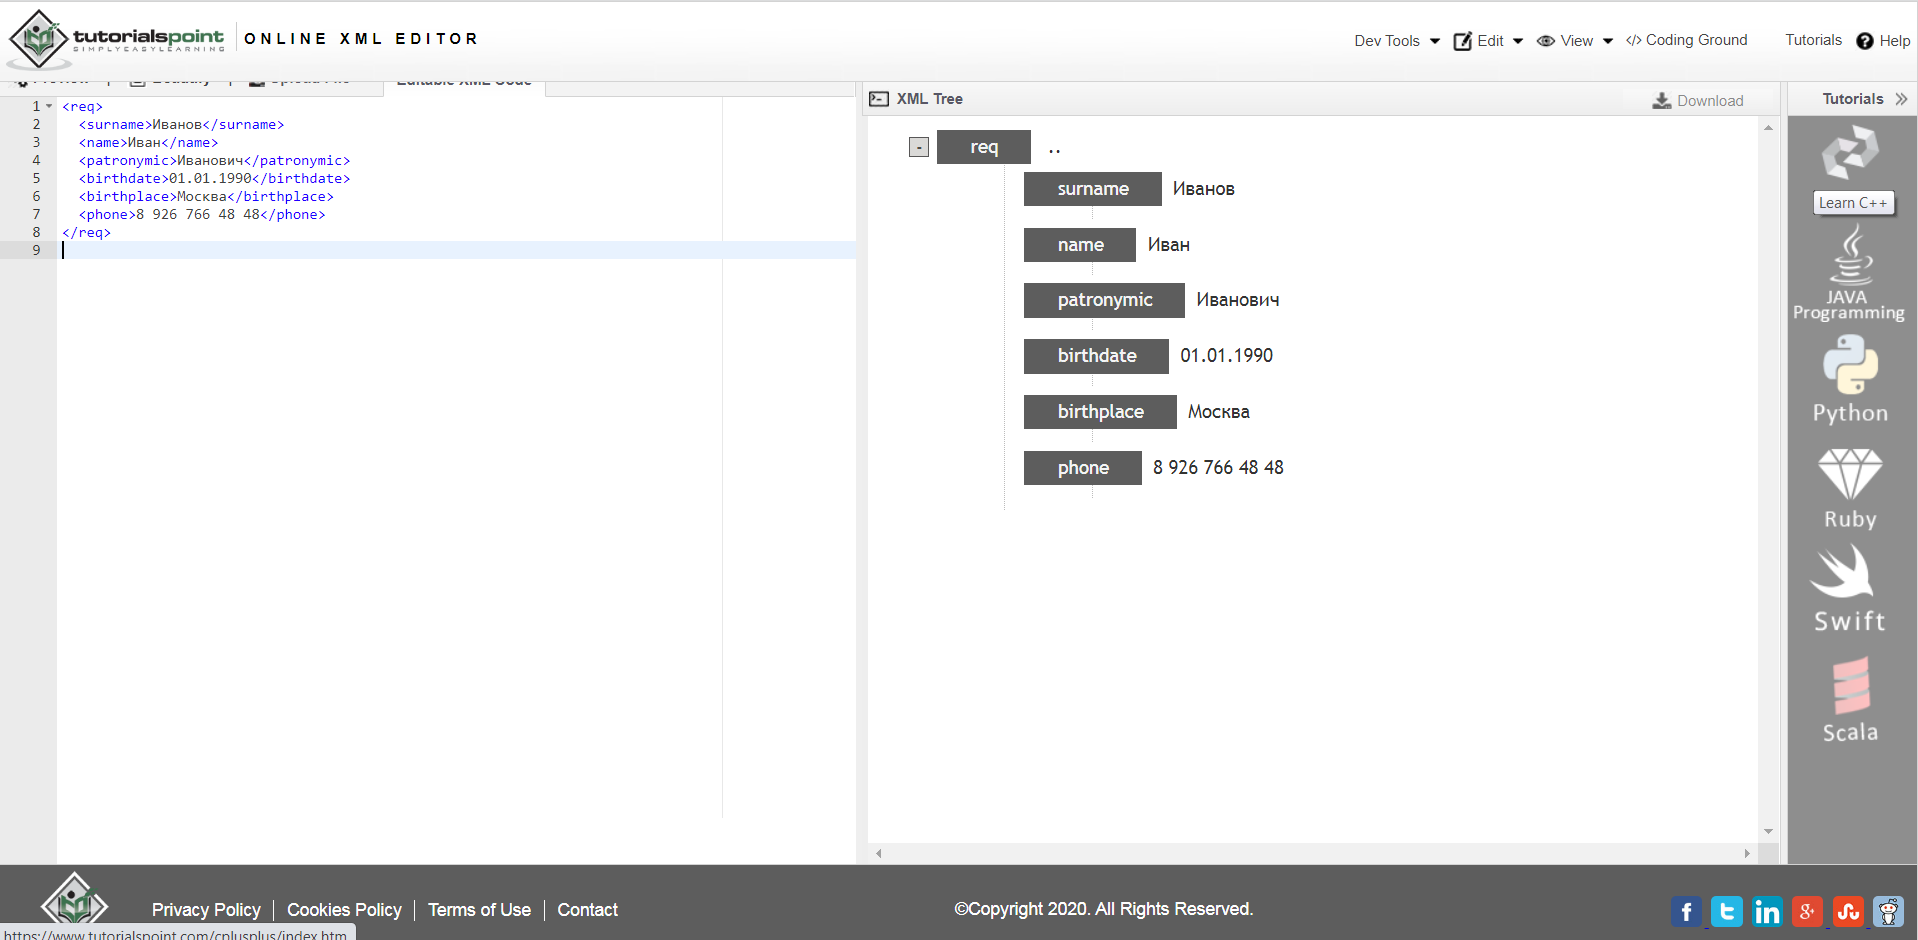 tutorialspoint
SIMPLYEASYLEARNING
ONLINE XML EDITOR
Dev Tools
Edit
View
</> Coding Ground
Tutorials
Help
Editable XML Code
1 <req>
2 <surname>Иванов</surname>
3 <name>Иван</name>
4 <patronymic>Иванович</patronymic>
5 <birthdate>01.01.1990</birthdate>
6 <birthplace>Москва</birthplace>
7 <phone>8 926 766 48 48</phone>
8 </req>
9
XML Tree
Download
- req ..
surname Иванов
name Иван
patronymic Иванович
birthdate 01.01.1990
birthplace Москва
phone 8 926 766 48 48
Tutorials
Learn C++
JAVA
Programming
Python
Ruby
Swift
Scala
Privacy Policy
Cookies Policy
Terms of Use
Contact
©Copyright 2020. All Rights Reserved.
https://www.tutorialspoint.com/cplusplus/index.htm